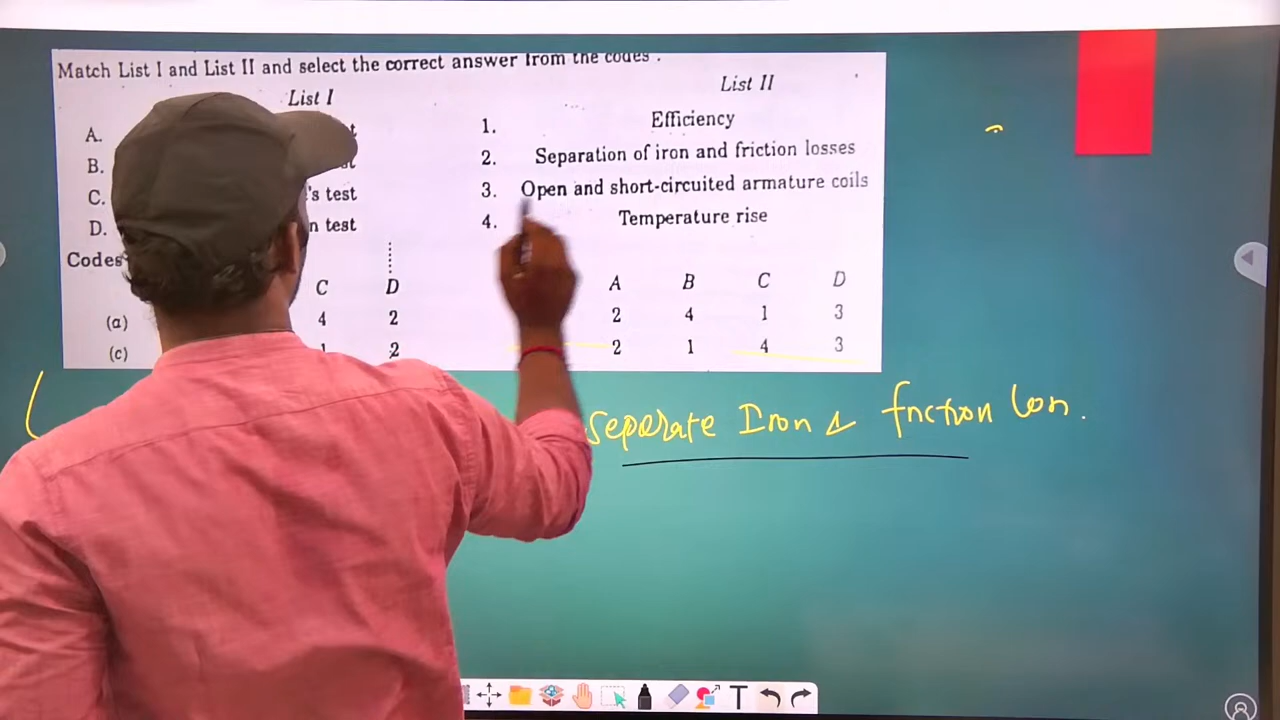 Match List I and List II and select the correct answer from the codes .
List I List II
A. 1. Efficiency
B. 2. Separation of iron and friction losses
C. 's test 3. Open and short-circuited armature coils
D. n test 4. Temperature rise
Codes
C D A B C D
(a) 4 2 2 4 1 3
(c) 1 2 2 1 4 3
Seperate Iron & friction loss.
T